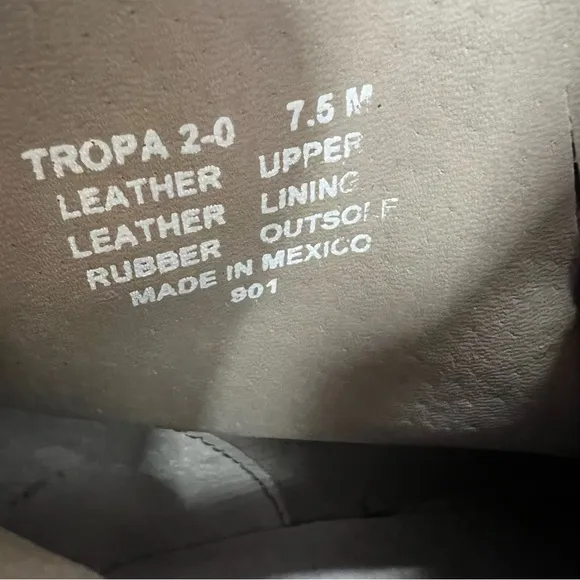 TROPA 2-0 7.5 M
LEATHER UPPER
LEATHER LINING
RUBBER OUTSOLE
MADE IN MEXICO
901